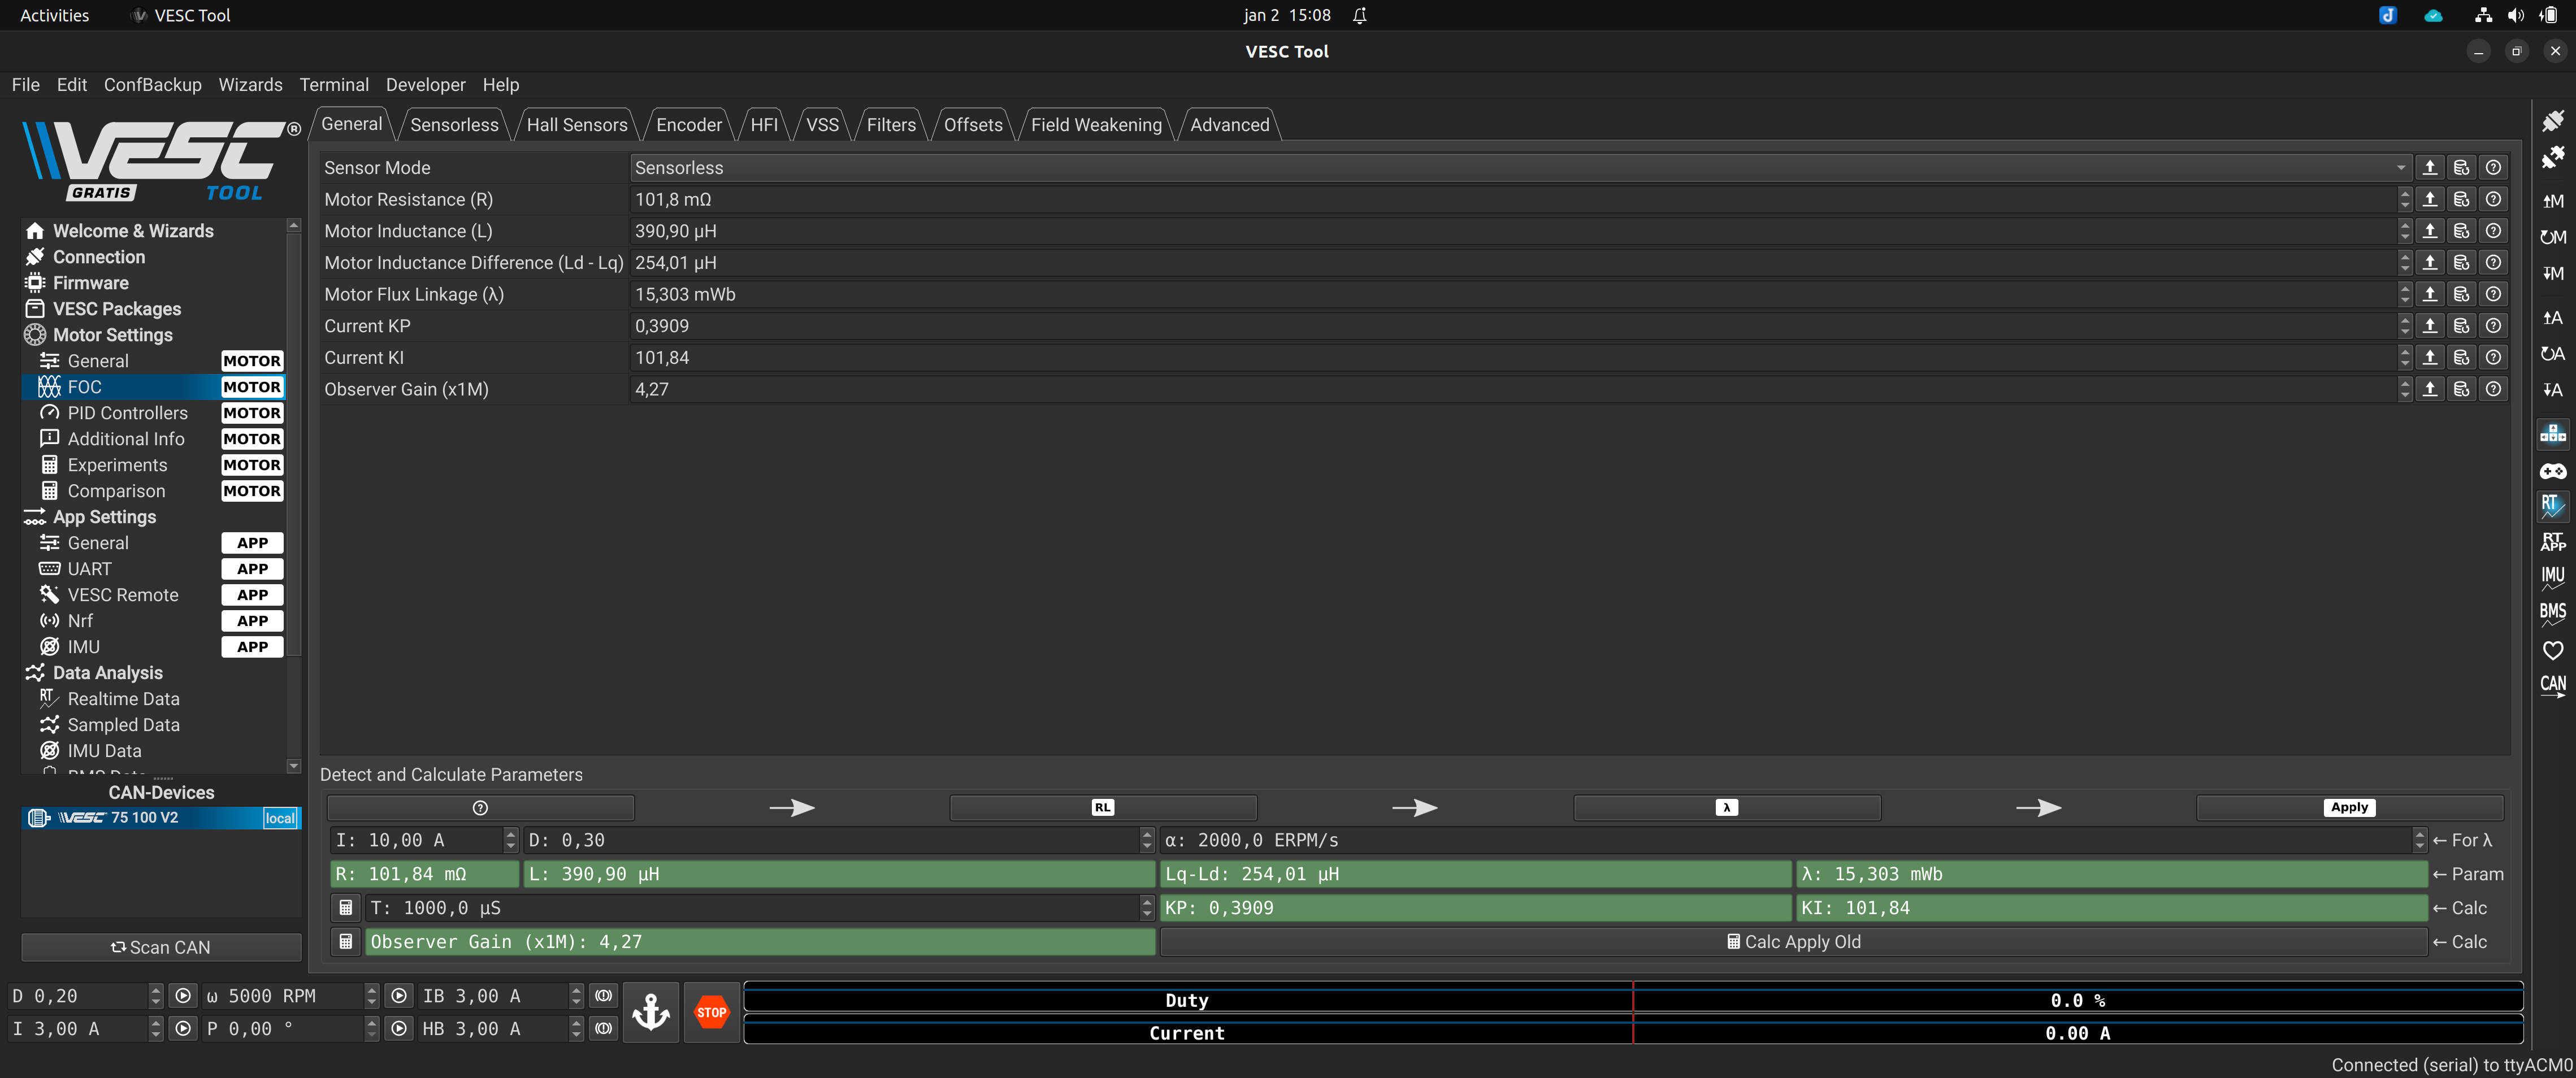 Activities VESC Tool jan 2 15:08
VESC Tool
File Edit ConfBackup Wizards Terminal Developer Help
VESC ®
GRATIS TOOL
General Sensorless Hall Sensors Encoder HFI VSS Filters Offsets Field Weakening Advanced
Sensor Mode Sensorless
Motor Resistance (R) 101,8 mΩ
Motor Inductance (L) 390,90 µH
Motor Inductance Difference (Ld - Lq) 254,01 µH
Motor Flux Linkage (λ) 15,303 mWb
Current KP 0,3909
Current KI 101,84
Observer Gain (x1M) 4,27
Welcome & Wizards
Connection
Firmware
VESC Packages
Motor Settings
General MOTOR
FOC MOTOR
PID Controllers MOTOR
Additional Info MOTOR
Experiments MOTOR
Comparison MOTOR
App Settings
General APP
UART APP
VESC Remote APP
Nrf APP
IMU APP
Data Analysis
RT Realtime Data
Sampled Data
IMU Data
CAN-Devices
VESC 75 100 V2 local
Scan CAN
Detect and Calculate Parameters
RL λ Apply
I: 10,00 A D: 0,30 α: 2000,0 ERPM/s ← For λ
R: 101,84 mΩ L: 390,90 µH Lq-Ld: 254,01 µH λ: 15,303 mWb ← Param
T: 1000,0 µS KP: 0,3909 KI: 101,84 ← Calc
Observer Gain (x1M): 4,27 Calc Apply Old ← Calc
D 0,20 ω 5000 RPM IB 3,00 A
I 3,00 A P 0,00 ° HB 3,00 A
STOP
Duty 0.0 %
Current 0.00 A
M
M
M
A
A
A
RT
RT APP
IMU
BMS
CAN
Connected (serial) to ttyACM0